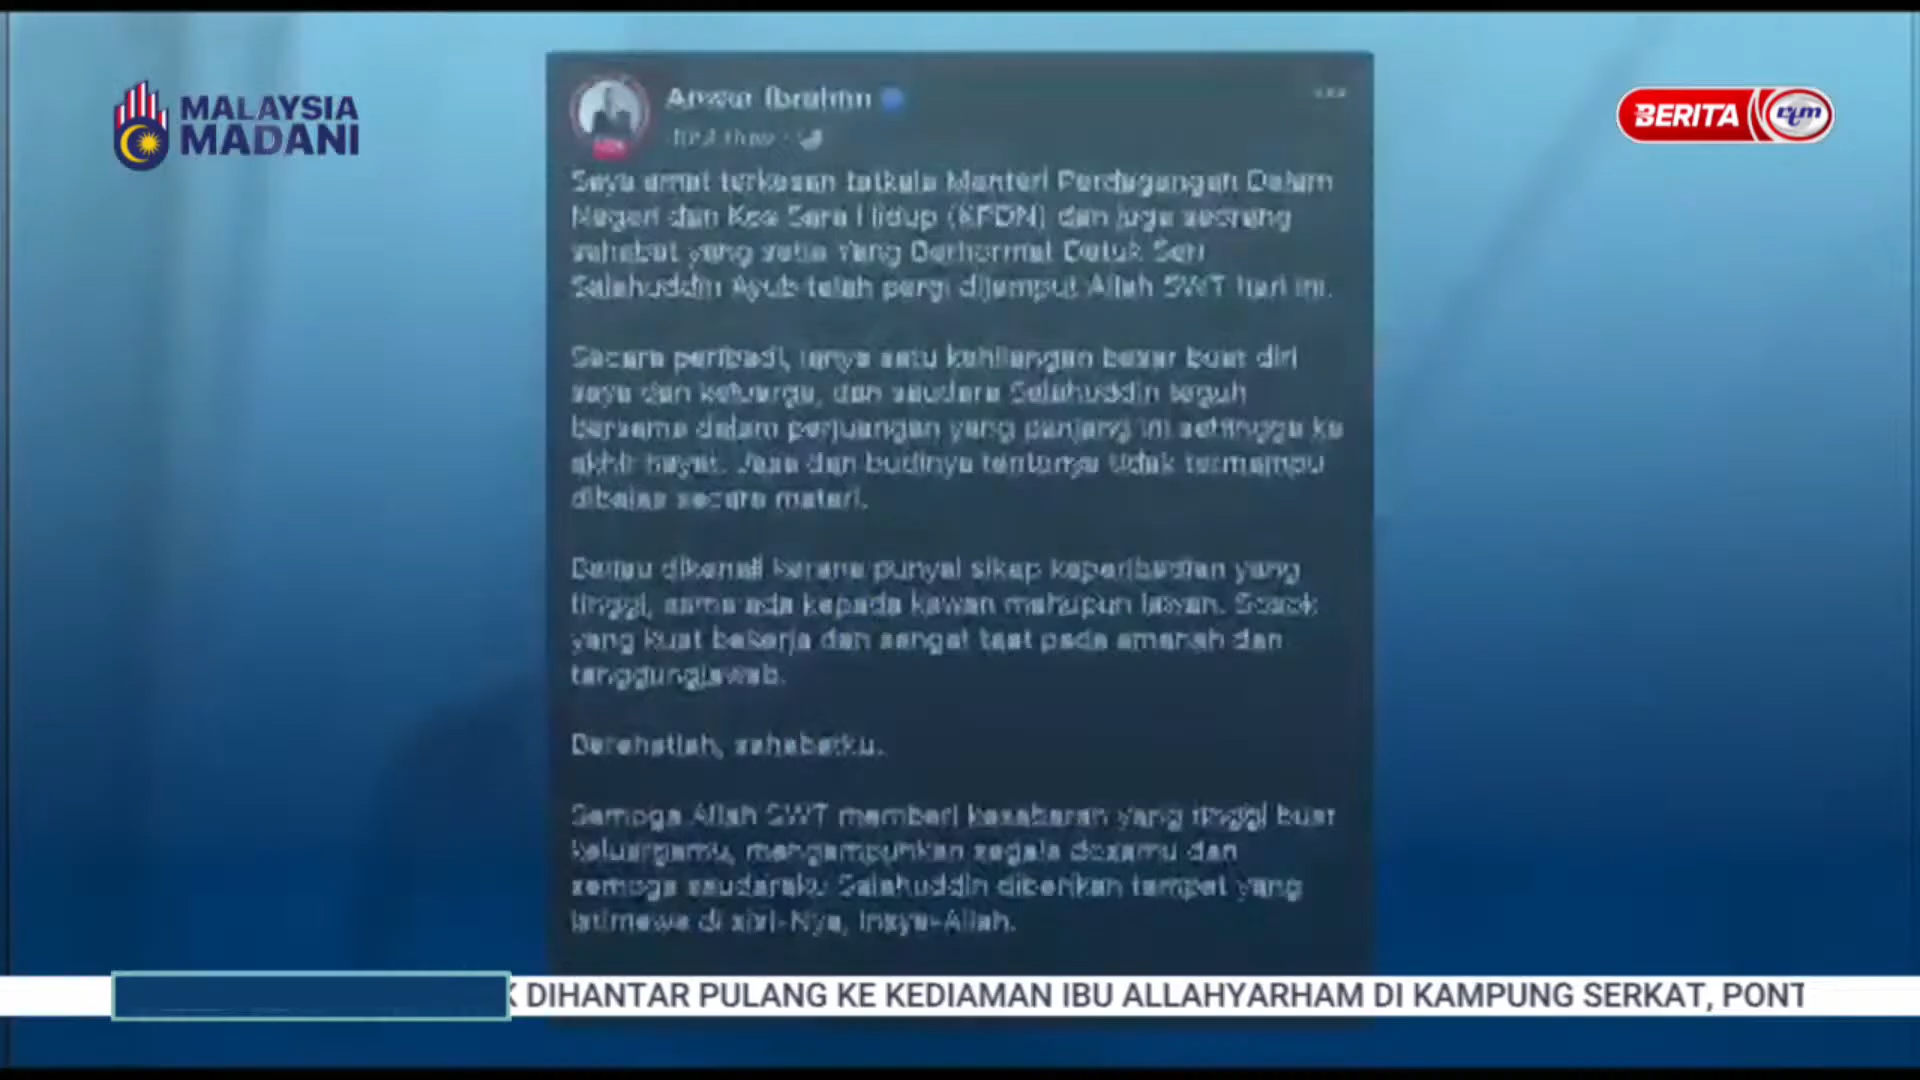 MALAYSIA
MADANI
BERITA rtm
Anwar Ibrahim
Saya amat terkesan tatkala Menteri Perdagangan Dalam
Negeri dan Kos Sara Hidup (KPDN) dan juga seorang
sahabat yang setia Yang Berhormat Datuk Seri
Salahuddin Ayub telah pergi dijemput Allah SWT hari ini.
Secara peribadi, ianya satu kehilangan besar buat diri
saya dan keluarga, dan saudara Salahuddin teguh
bersama dalam perjuangan yang panjang ini sehingga ke
akhir hayat. Jasa dan budinya tentunya tidak termampu
dibalas secara materi.
Beliau dikenali kerana punyai sikap keperibadian yang
tinggi, sama ada kepada kawan mahupun lawan. Sosok
yang kuat bekerja dan sangat taat pada amanah dan
tanggungjawab.
Berehatlah, sahabatku.
Semoga Allah SWT memberi kesabaran yang tinggi buat
keluargamu, mengampunkan segala dosamu dan
semoga saudaraku Salahuddin diberikan tempat yang
istimewa di sisi-Nya, Insya-Allah.
DIHANTAR PULANG KE KEDIAMAN IBU ALLAHYARHAM DI KAMPUNG SERKAT, PONT